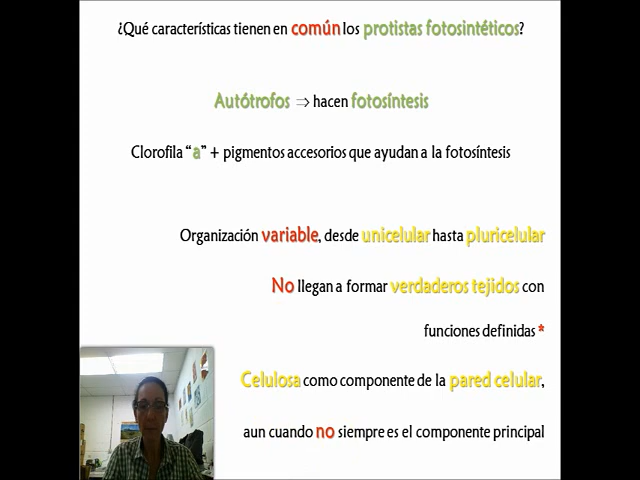 ¿Qué características tienen en común los protistas fotosintéticos?
Autótrofos ⇒ hacen fotosíntesis
Clorofila “a” + pigmentos accesorios que ayudan a la fotosíntesis
Organización variable, desde unicelular hasta pluricelular
No llegan a formar verdaderos tejidos con
funciones definidas *
Celulosa como componente de la pared celular,
aun cuando no siempre es el componente principal